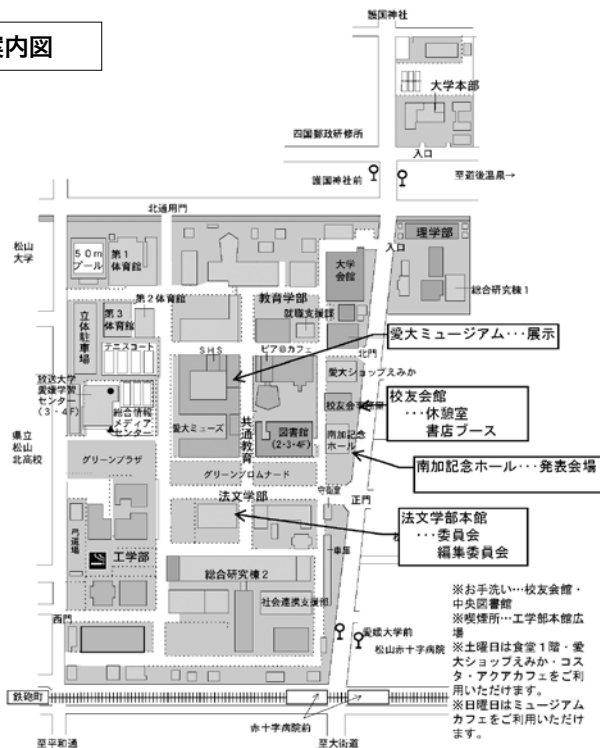 案内図
護国神社
大学本部
四国郵政研修所
入口
護国神社前
至道後温泉→
北通用門
松山
大学
50m
プール
第1
体育館
大学
会館
入口
理学部
総合研究棟1
第2体育館
教育学部
就職支援課
立体駐車場
第3
体育館
テニスコート
SHS
ピア@カフェ
北門
愛大ミュージアム･･･展示
愛大ショップえみか
放送大学
愛媛学習
センター
(3・4F)
総合情報
メディア
センター
愛大ミューズ
共通教育
図書館
(2・3・4F)
校友会館
南加記念
ホール
校友会館
･･･休憩室
書店ブース
県立
松山
北高校
グリーンプラザ
グリーンプロムナード
南加記念ホール･･･発表会場
守衛室
正門
法文学部
法文学部本館
･･･委員会
編集委員会
弓道場
工学部
車庫
総合研究棟2
社会連携支援部
西門
愛媛大学前
松山赤十字病院
※お手洗い･･･校友会館・
中央図書館
※喫煙所･･･工学部本館広
場
※土曜日は食堂1階・愛
大ショップえみか・コス
タ・アクアカフェをご利
用いただけます。
※日曜日はミュージアム
カフェをご利用いただけ
ます。
鉄砲町
赤十字病院前
至平和通
至大街道